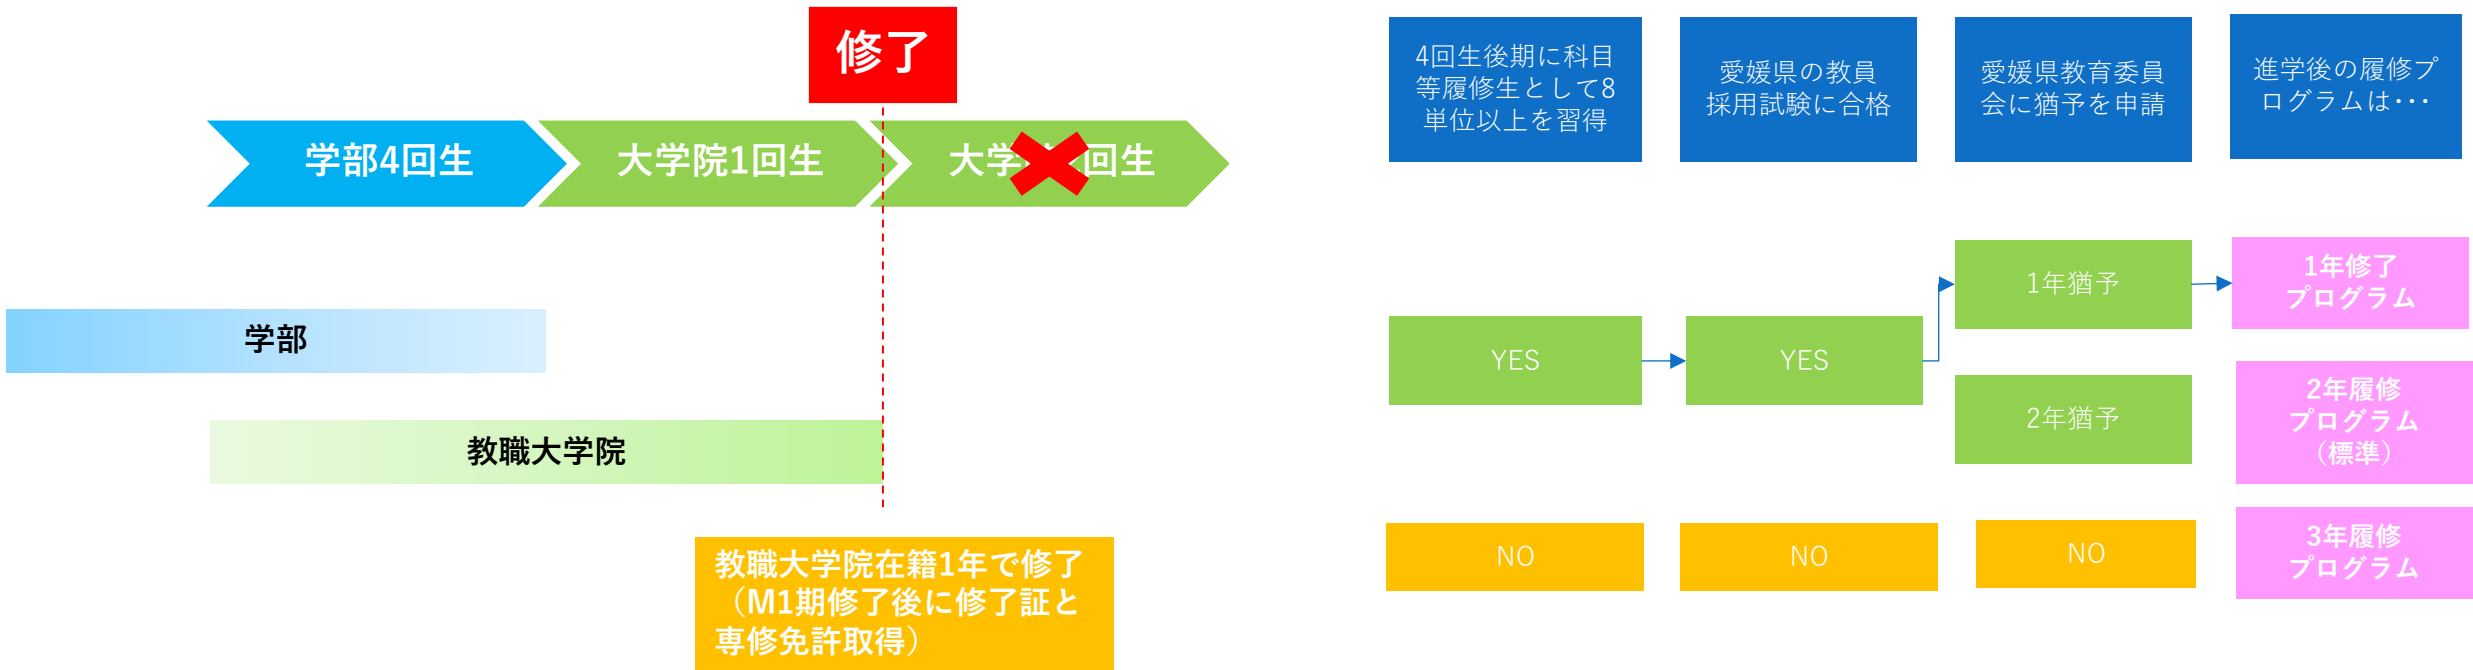 修了
学部4回生
大学院1回生
大学
回生
学部
教職大学院
教職大学院在籍1年で修了
（M1期修了後に修了証と
専修免許取得）
4回生後期に科目
等履修生として8
単位以上を習得
愛媛県の教員
採用試験に合格
愛媛県教育委員
会に猶予を申請
進学後の履修プ
ログラムは･･･
YES
YES
1年猶予
2年猶予
1年修了
プログラム
2年履修
プログラム
（標準）
NO
NO
NO
3年履修
プログラム